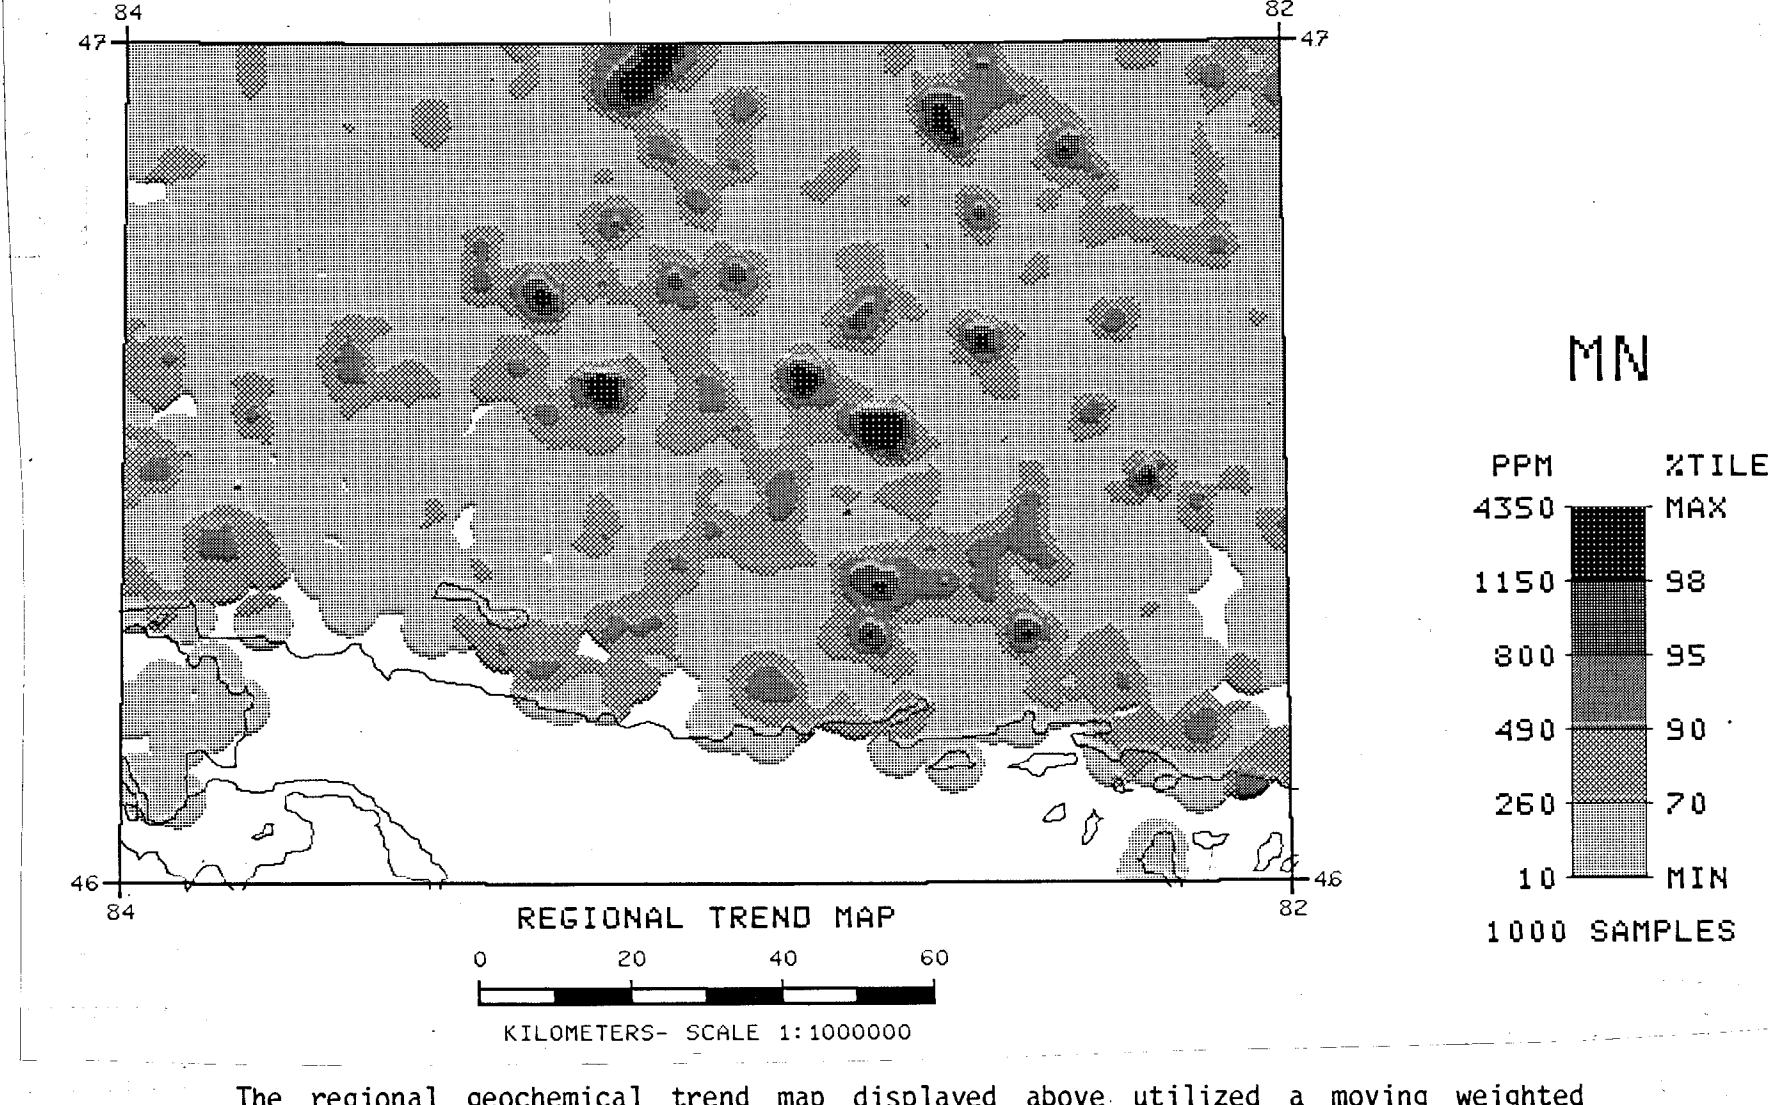 84 82
47 47
MN
PPM %TILE
4350 MAX
1150 98
800 95
490 90
260 70
10 MIN
1000 SAMPLES
46 46
84 82
REGIONAL TREND MAP
0 20 40 60
KILOMETERS- SCALE 1:1000000
The regional geochemical trend map displayed above utilized a moving weighted